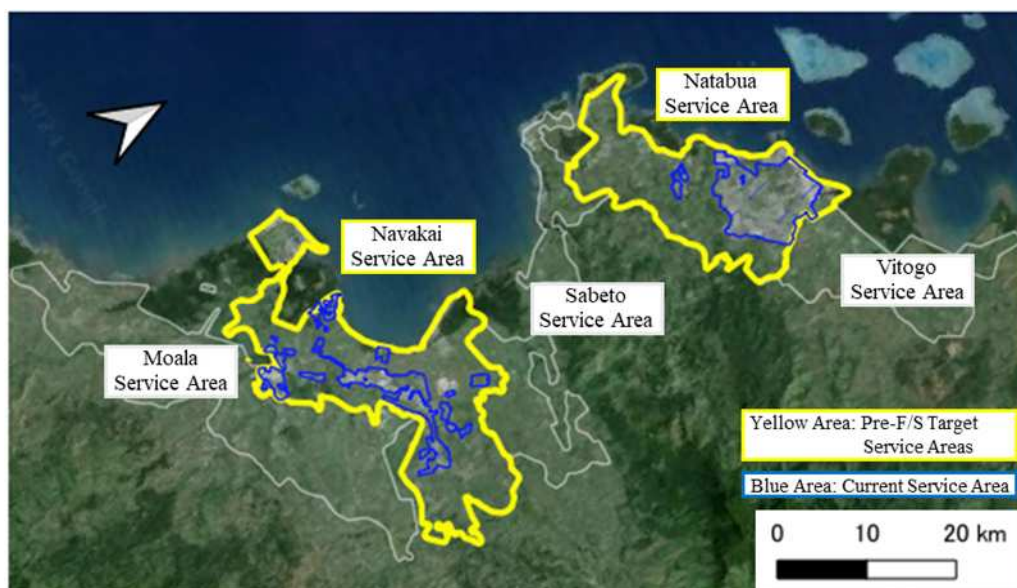 Natabua
Service Area
Navakai
Service Area
Sabeto
Service Area
Vitogo
Service Area
Moala
Service Area
Yellow Area: Pre-F/S Target
Service Areas
Blue Area: Current Service Area
0 10 20 km